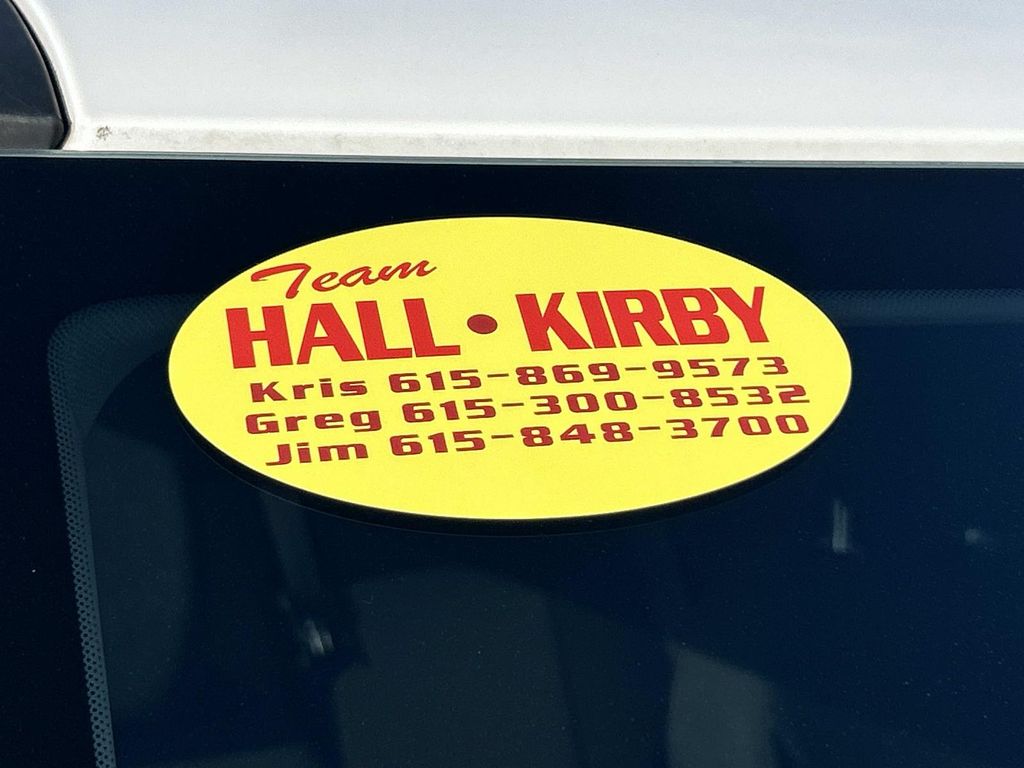 Team
HALL • KIRBY
Kris 615-869-9573
Greg 615-300-8532
Jim 615-848-3700